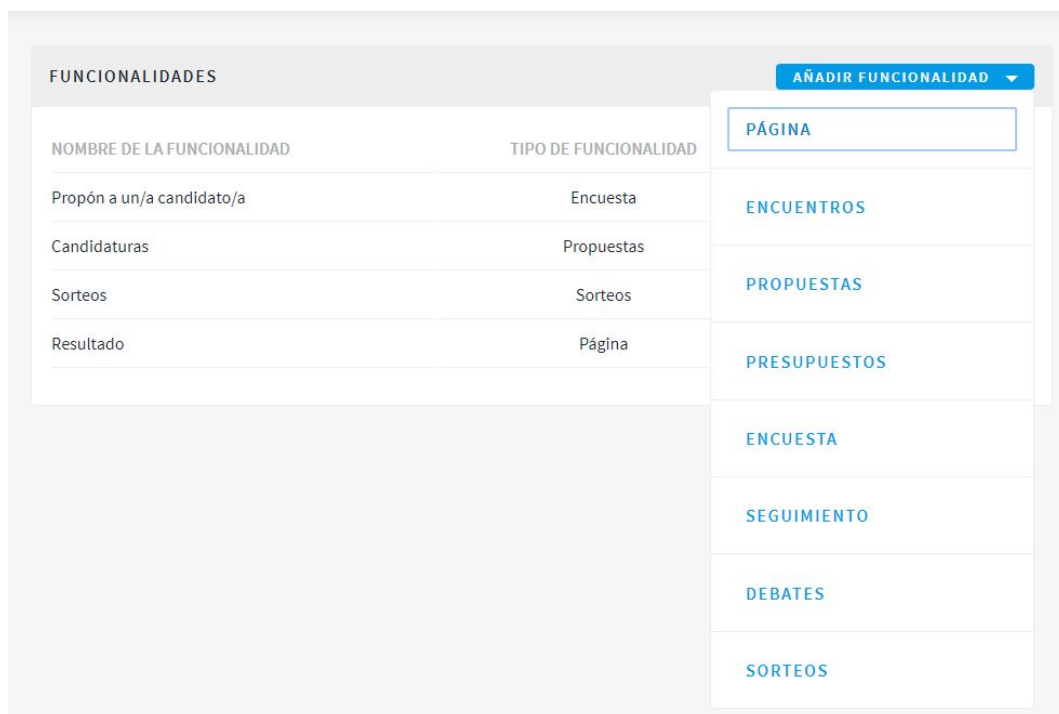 FUNCIONALIDADES
AÑADIR FUNCIONALIDAD
NOMBRE DE LA FUNCIONALIDAD TIPO DE FUNCIONALIDAD
Propón a un/a candidato/a Encuesta
Candidaturas Propuestas
Sorteos Sorteos
Resultado Página
PÁGINA
ENCUENTROS
PROPUESTAS
PRESUPUESTOS
ENCUESTA
SEGUIMIENTO
DEBATES
SORTEOS